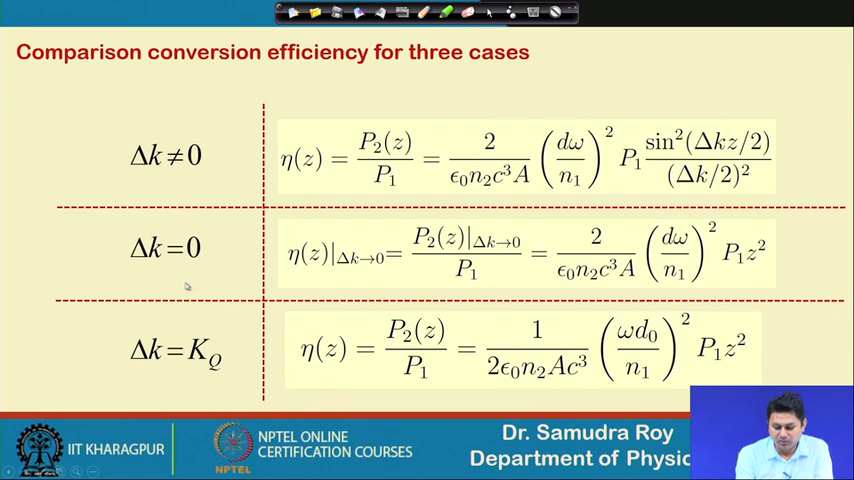 Comparison conversion efficiency for three cases
Δk ≠ 0
η(z) = P₂(z)/P₁ = 2/(ϵ₀n₂c³A) (dω/n₁)² P₁ sin²(Δkz/2)/(Δk/2)²
Δk = 0
η(z)|Δk→0 = P₂(z)|Δk→0/P₁ = 2/(ϵ₀n₂c³A) (dω/n₁)² P₁z²
Δk = K_Q
η(z) = P₂(z)/P₁ = 1/(2ϵ₀n₂Ac³) (ωd₀/n₁)² P₁z²
IIT KHARAGPUR
NPTEL
NPTEL ONLINE
CERTIFICATION COURSES
Dr. Samudra Roy
Department of Physic